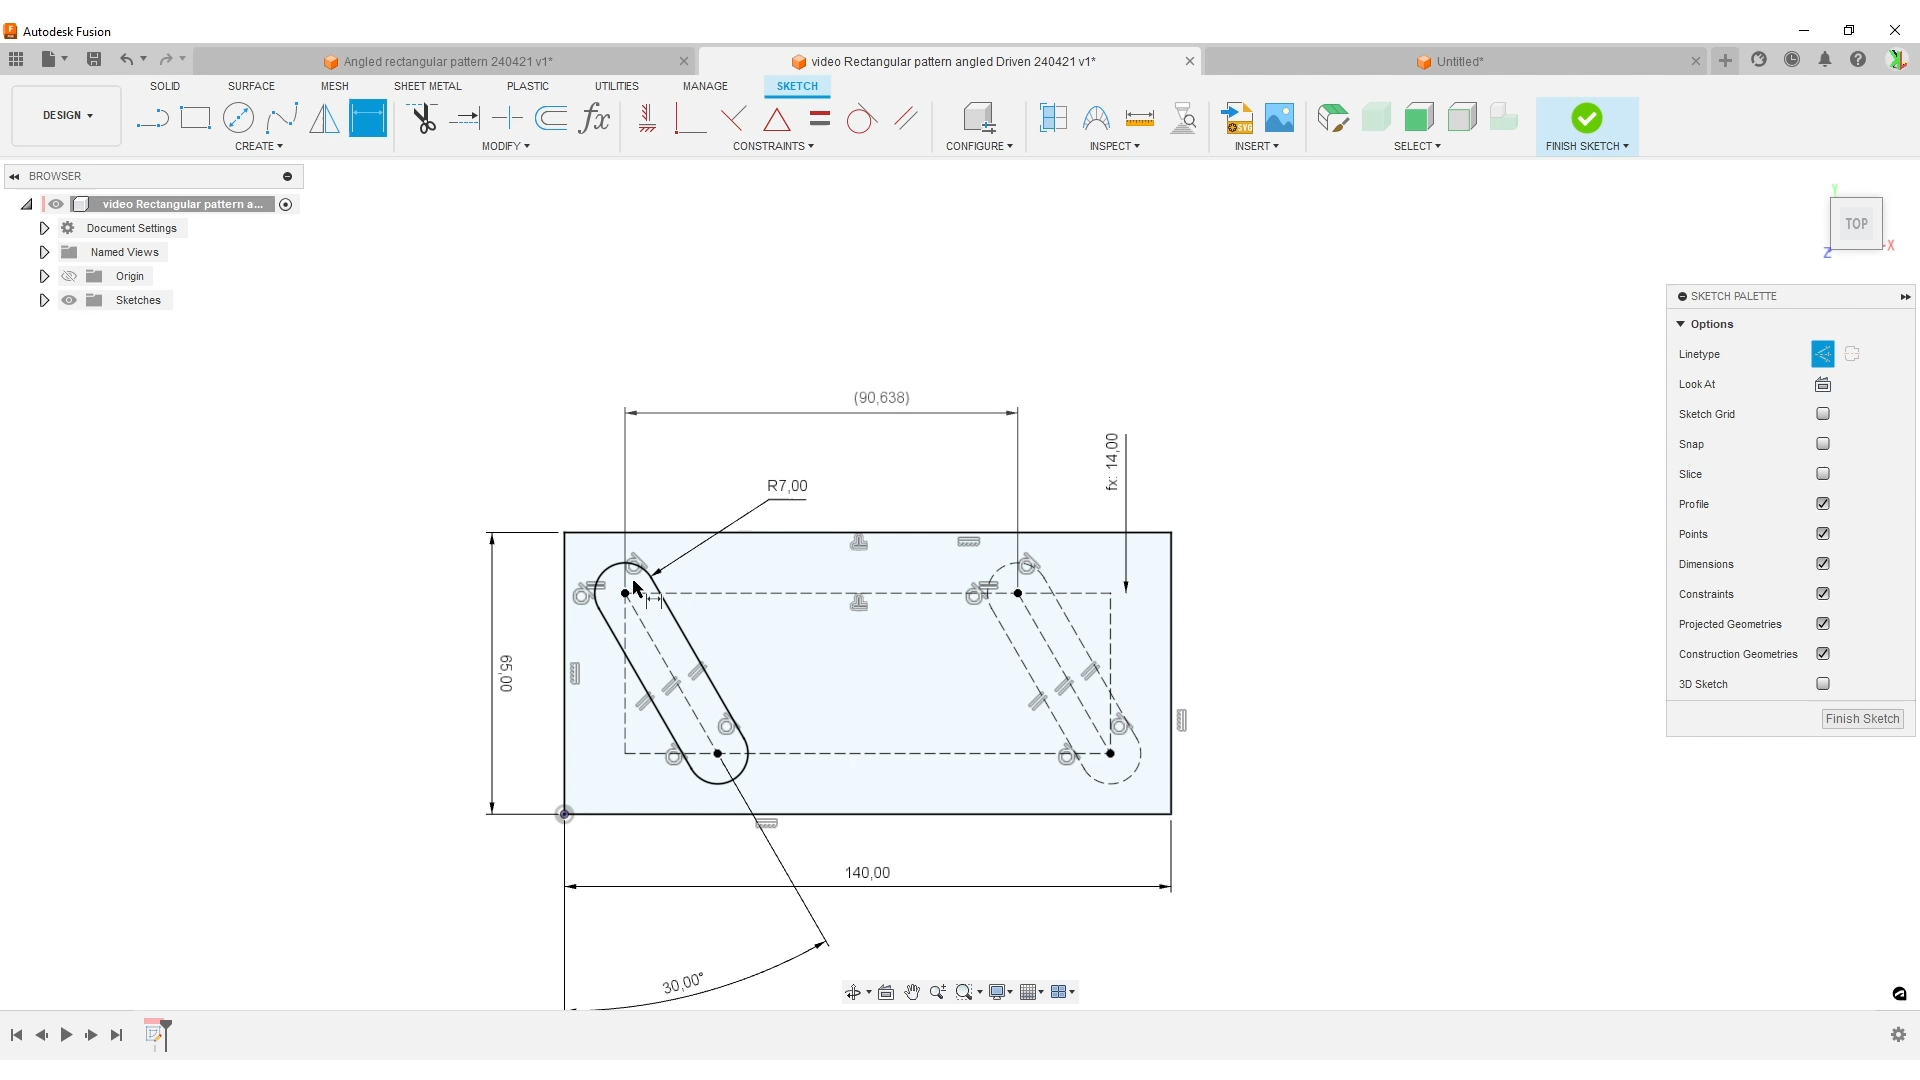 Autodesk Fusion
Angled rectangular pattern 240421 v1*
video Rectangular pattern angled Driven 240421 v1*
Untitled*
DESIGN
SOLID
SURFACE
MESH
SHEET METAL
PLASTIC
UTILITIES
MANAGE
SKETCH
fx
SVG
CREATE
MODIFY
CONSTRAINTS
CONFIGURE
INSPECT
INSERT
SELECT
FINISH SKETCH
BROWSER
video Rectangular pattern a...
Document Settings
Named Views
Origin
Sketches
Y
TOP
X
Z
SKETCH PALETTE
Options
Linetype
Look At
Sketch Grid
Snap
Slice
Profile
Points
Dimensions
Constraints
Projected Geometries
Construction Geometries
3D Sketch
Finish Sketch
(90,638)
fx: 14,00
R7,00
65,00
140,00
30,00°